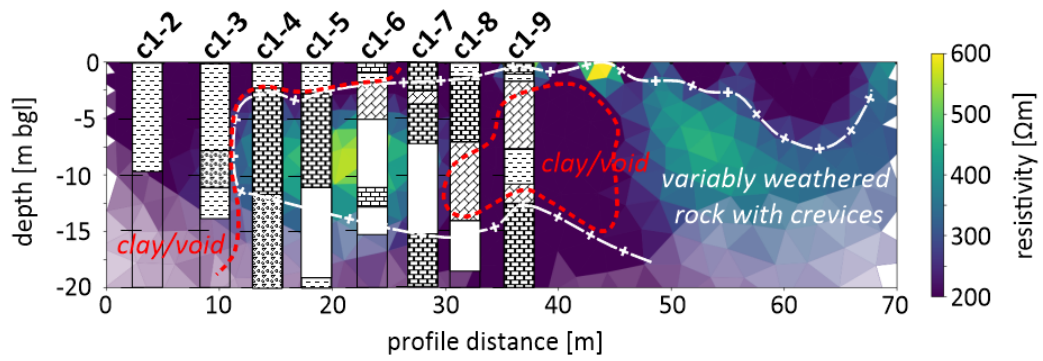 c1-2
c1-3
c1-4
c1-5
c1-6
c1-7
c1-8
c1-9
0
-5
-10
-15
-20
depth [m bgl]
clay/void
clay/void
variably weathered
rock with crevices
0 10 20 30 40 50 60 70
profile distance [m]
600
500
400
300
200
resistivity [Ωm]